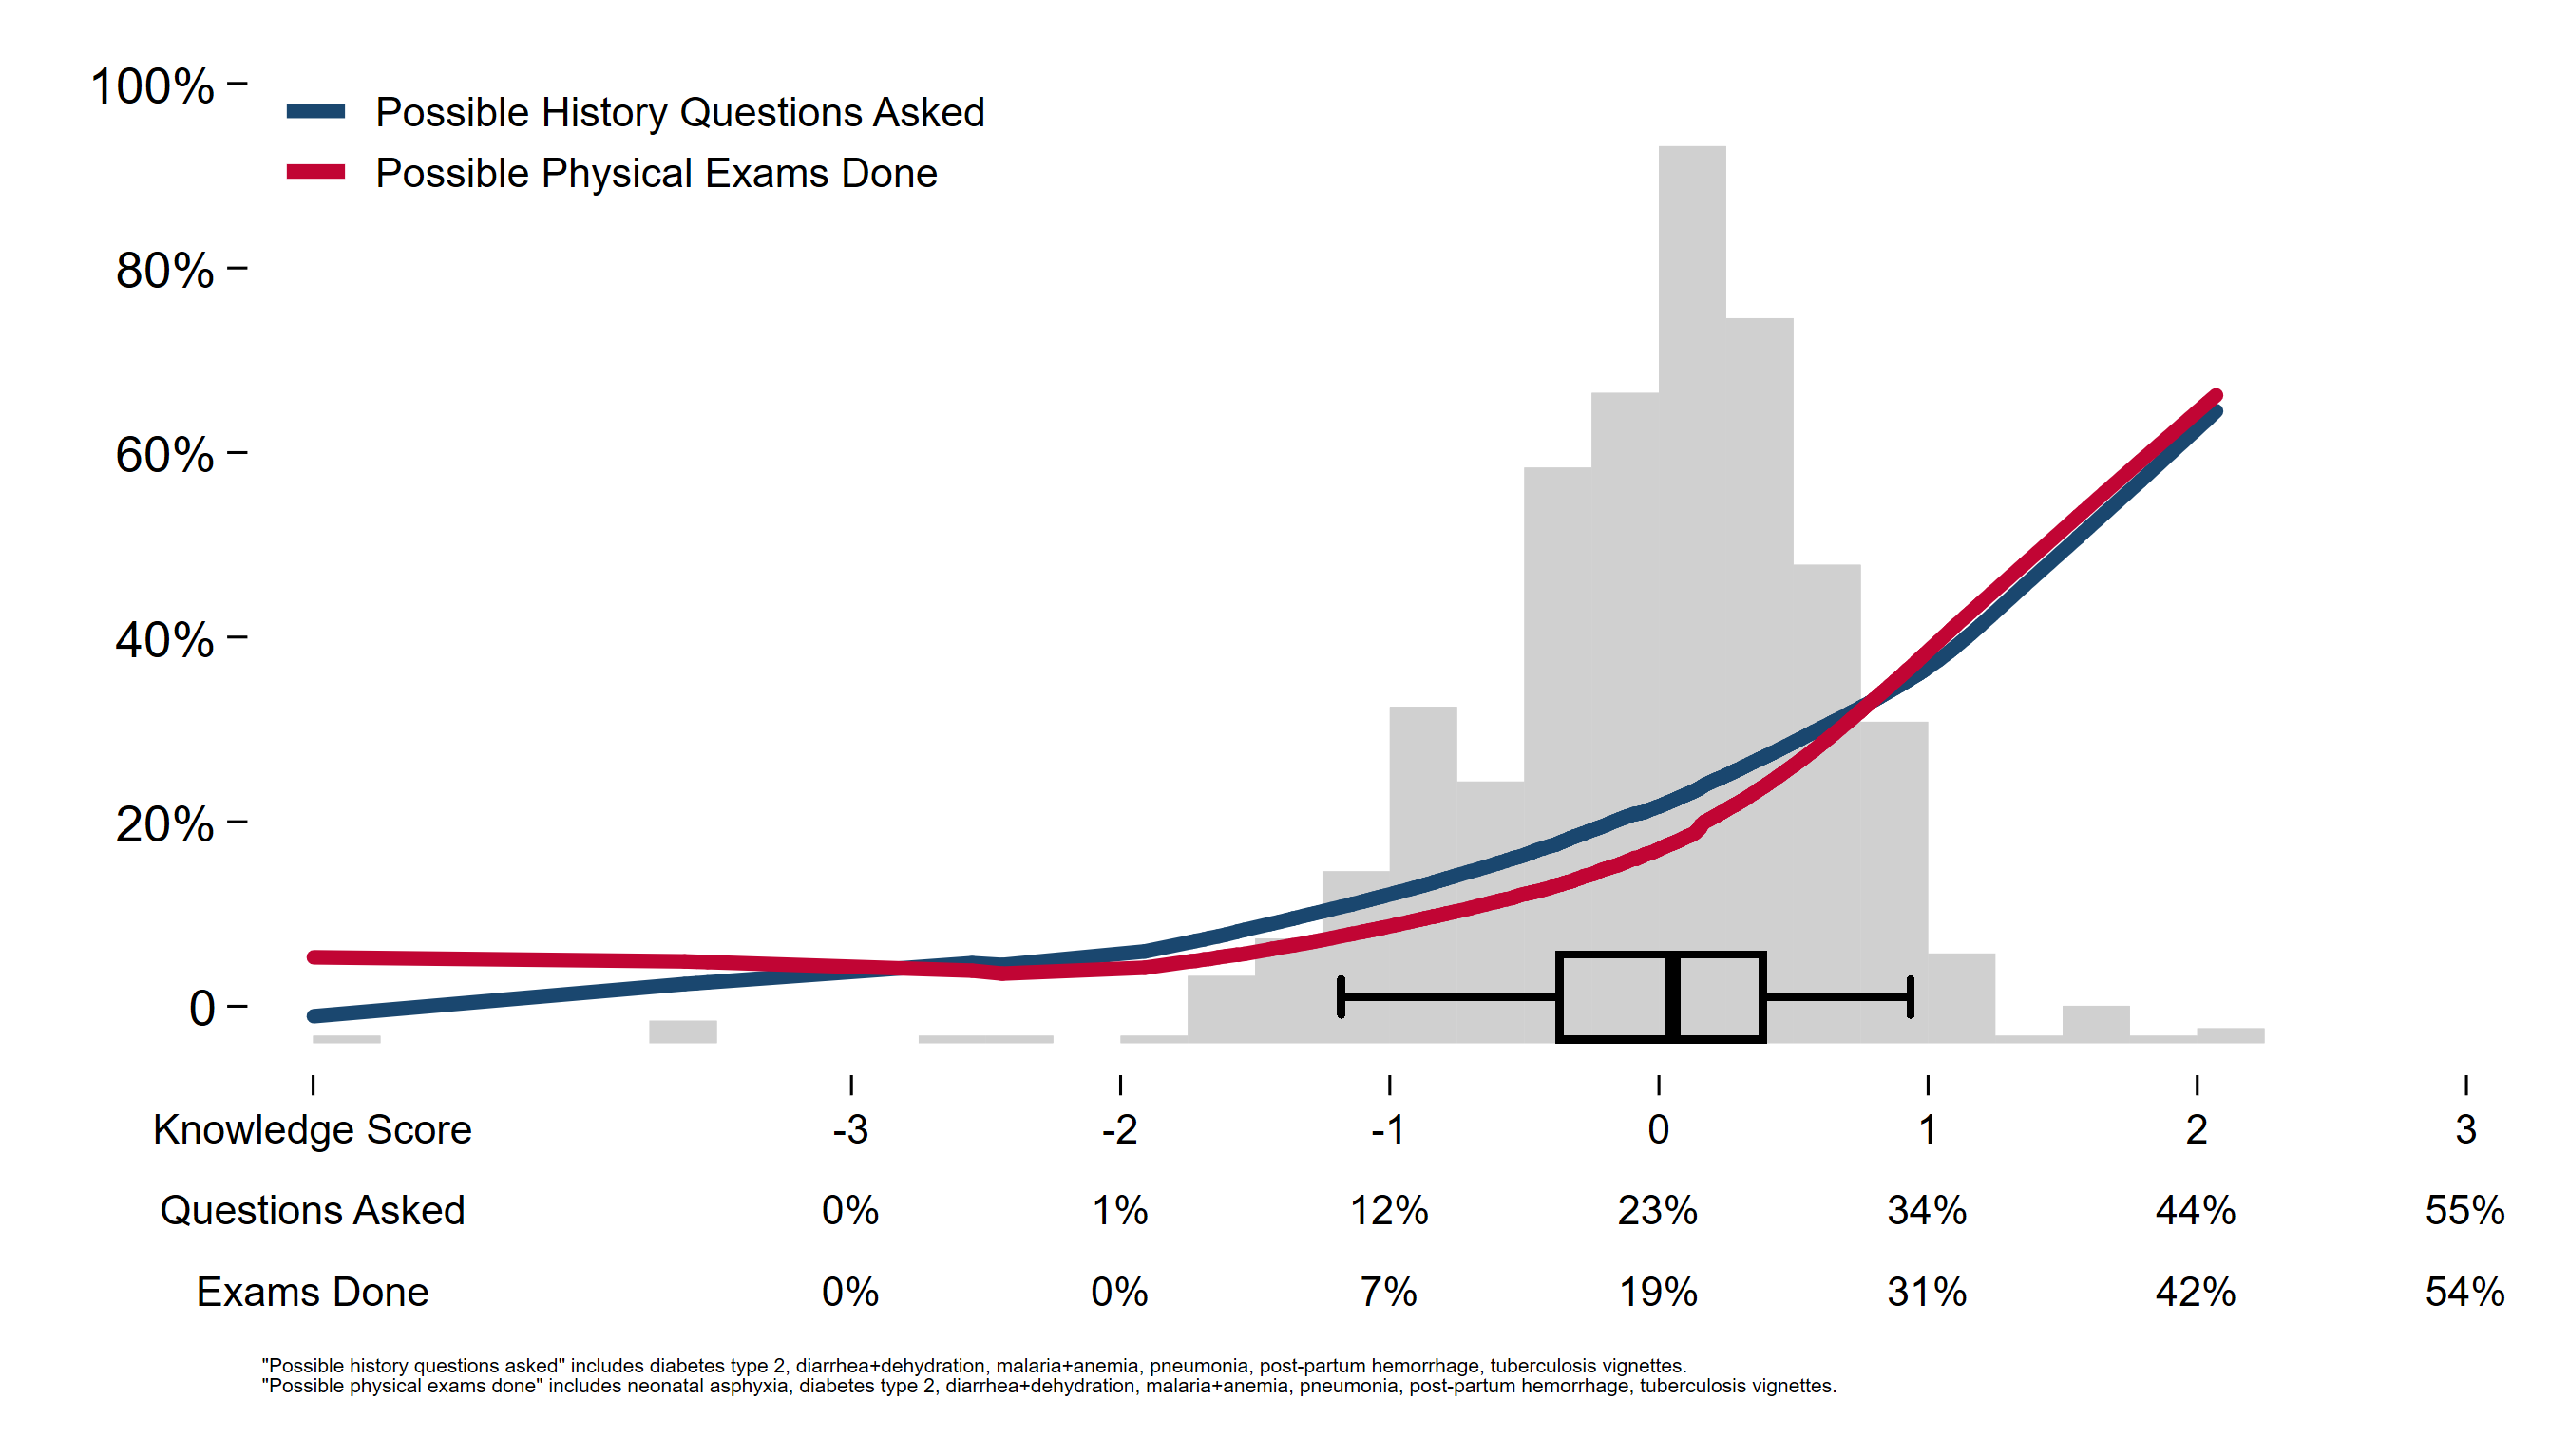 100%
Possible History Questions Asked
Possible Physical Exams Done
80%
60%
40%
20%
0
Knowledge Score -3 -2 -1 0 1 2 3
Questions Asked 0% 1% 12% 23% 34% 44% 55%
Exams Done 0% 0% 7% 19% 31% 42% 54%
"Possible history questions asked" includes diabetes type 2, diarrhea+dehydration, malaria+anemia, pneumonia, post-partum hemorrhage, tuberculosis vignettes.
"Possible physical exams done" includes neonatal asphyxia, diabetes type 2, diarrhea+dehydration, malaria+anemia, pneumonia, post-partum hemorrhage, tuberculosis vignettes.